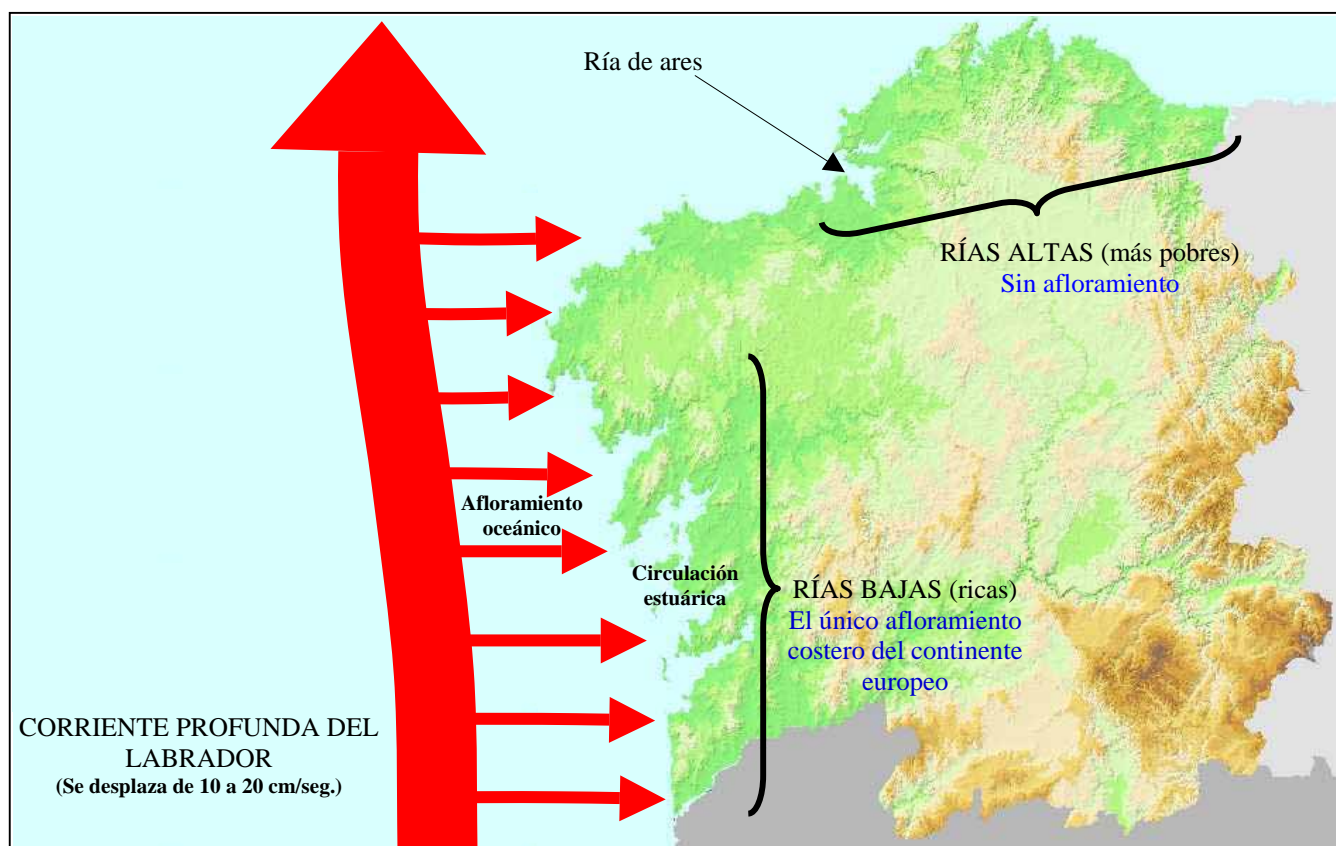 Ría de ares
RÍAS ALTAS (más pobres)
Sin afloramiento
Afloramiento
oceánico
Circulación
estuárica
RÍAS BAJAS (ricas)
El único afloramiento
costero del continente
europeo
CORRIENTE PROFUNDA DEL
LABRADOR
(Se desplaza de 10 a 20 cm/seg.)